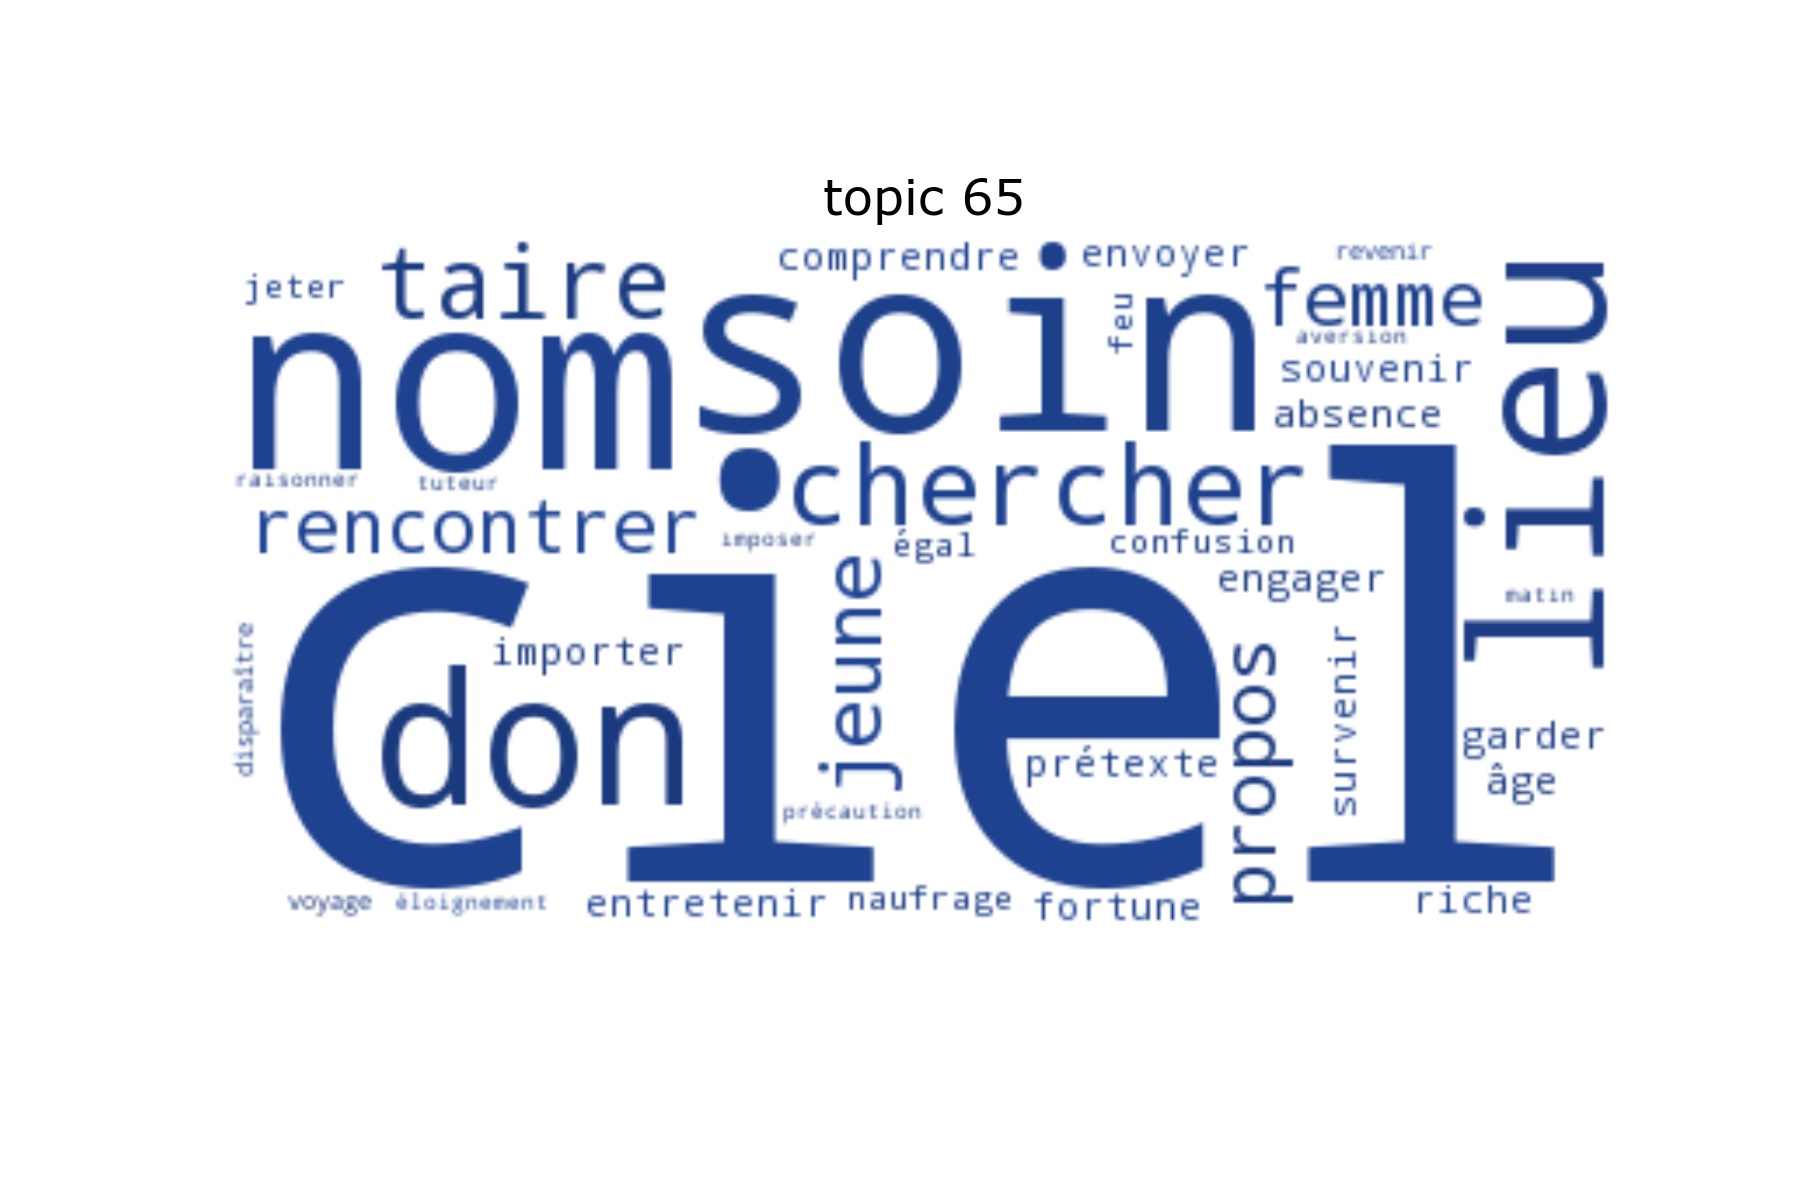 topic 65
comprendre
envoyer
revenir
jeter
taire
femme
lieu
soin
feu
nom
aversion
souvenir
absence
raisonner
tuteur
chercher
rencontrer
imposer
égal
confusion
engager
ciel
jeune
matin
importer
disparaître
don
propos
survenir
garder
prétexte
âge
précaution
voyage
éloignement
entretenir
naufrage
fortune
riche